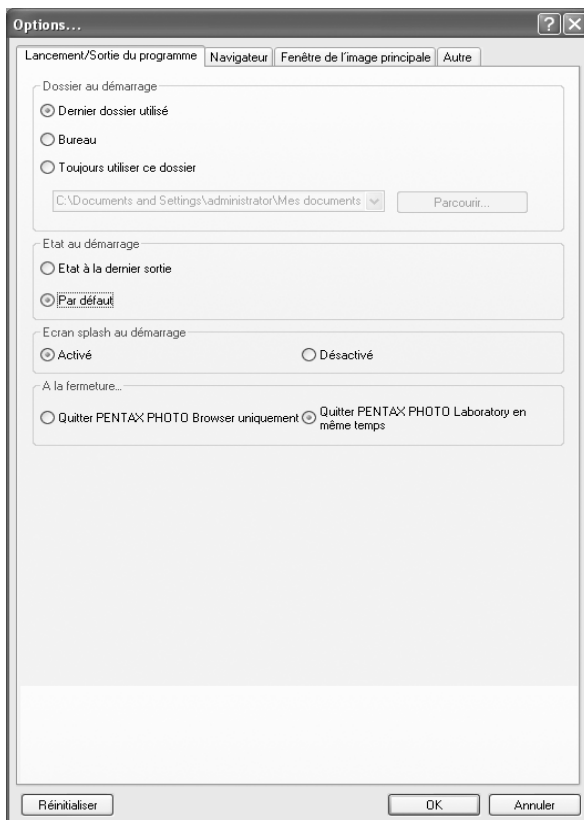 Options...
Lancement/Sortie du programme Navigateur Fenêtre de l'image principale Autre
Dossier au démarrage
Dernier dossier utilisé
Bureau
Toujours utiliser ce dossier
C:\Documents and Settings\administrator\Mes documents Parcourir...
Etat au démarrage
Etat à la dernier sortie
Par défaut
Ecran splash au démarrage
Activé Désactivé
A la fermeture...
Quitter PENTAX PHOTO Browser uniquement Quitter PENTAX PHOTO Laboratory en
même temps
Réinitialiser OK Annuler